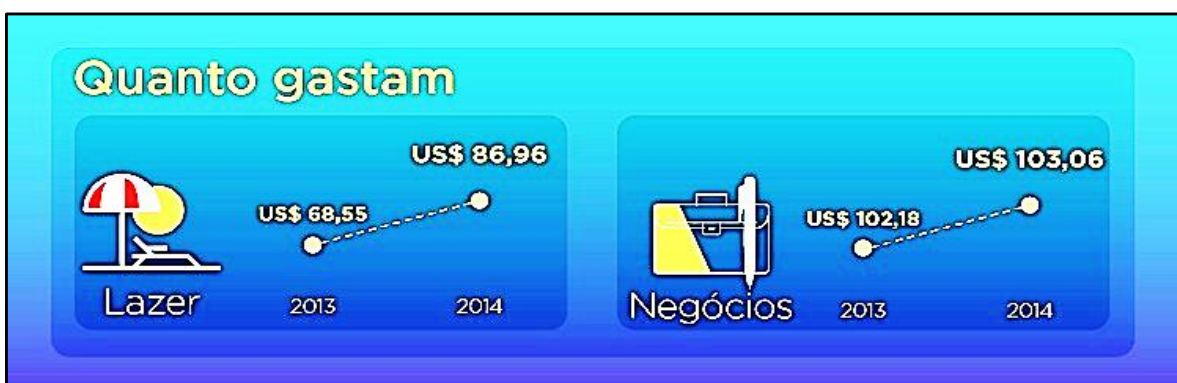 Quanto gastam
US$ 68,55
US$ 86,96
Lazer
2013
2014
US$ 102,18
US$ 103,06
Negócios
2013
2014